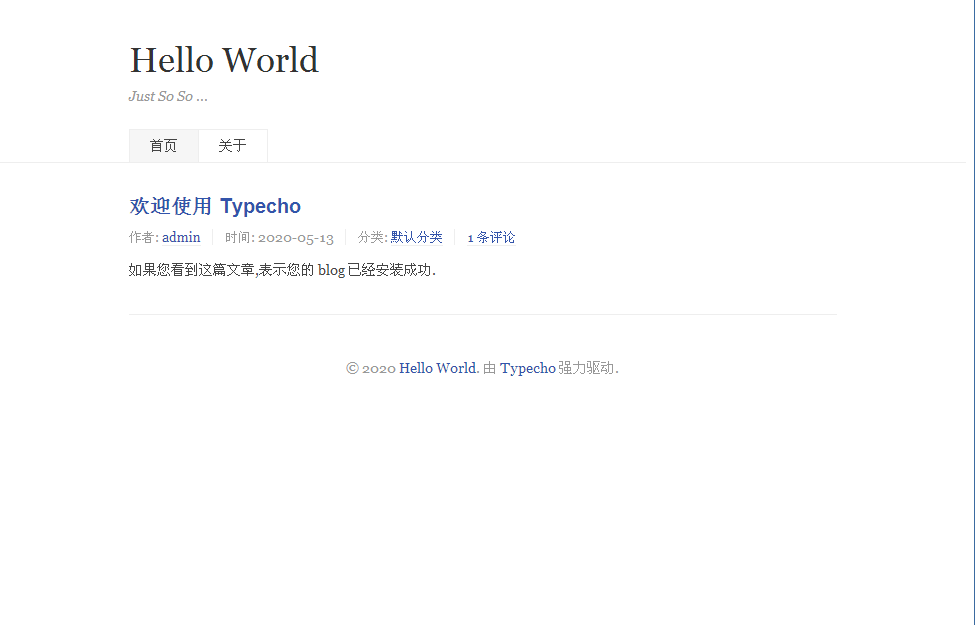 Hello World
Just So So ...
首页 关于
欢迎使用 Typecho
作者: admin 时间: 2020-05-13 分类: 默认分类 1 条评论
如果您看到这篇文章,表示您的 blog 已经安装成功.
© 2020 Hello World. 由 Typecho 强力驱动.